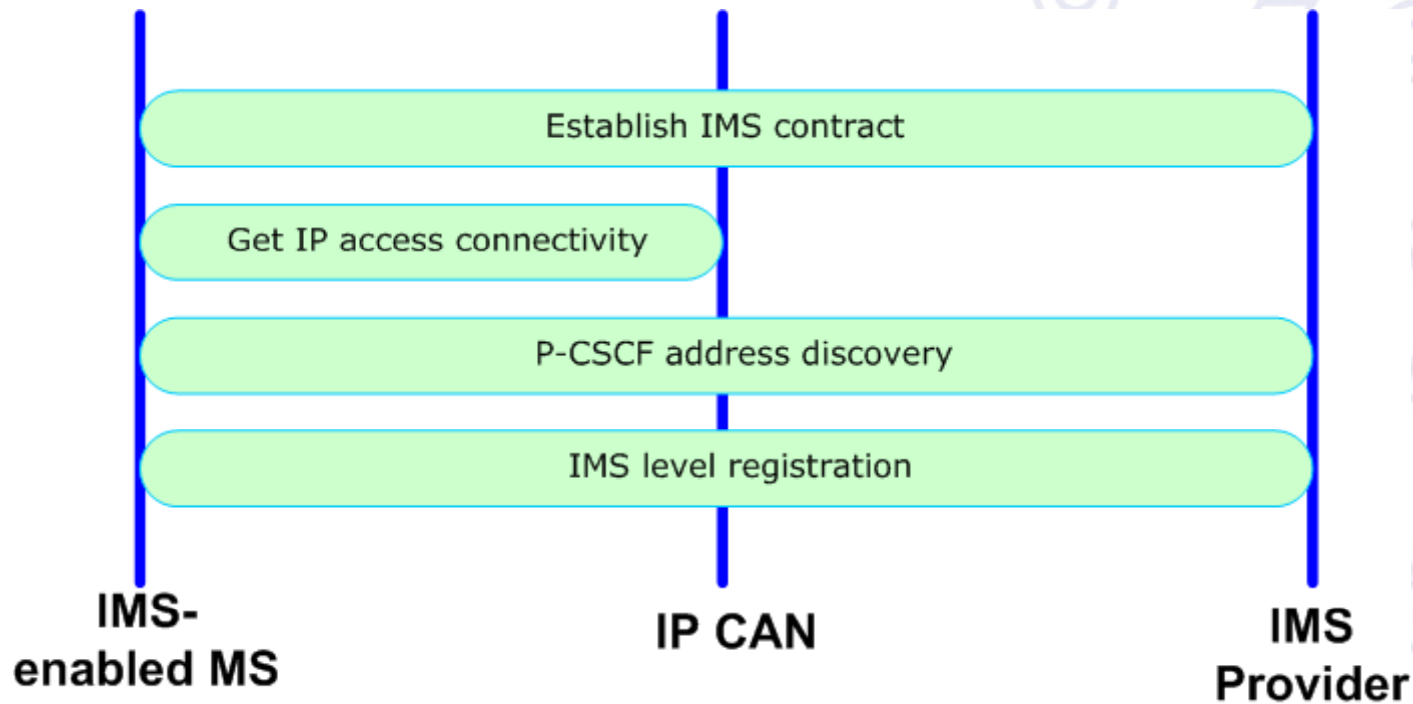 Establish IMS contract
Get IP access connectivity
P-CSCF address discovery
IMS level registration
IMS-
enabled MS
IP CAN
IMS
Provider